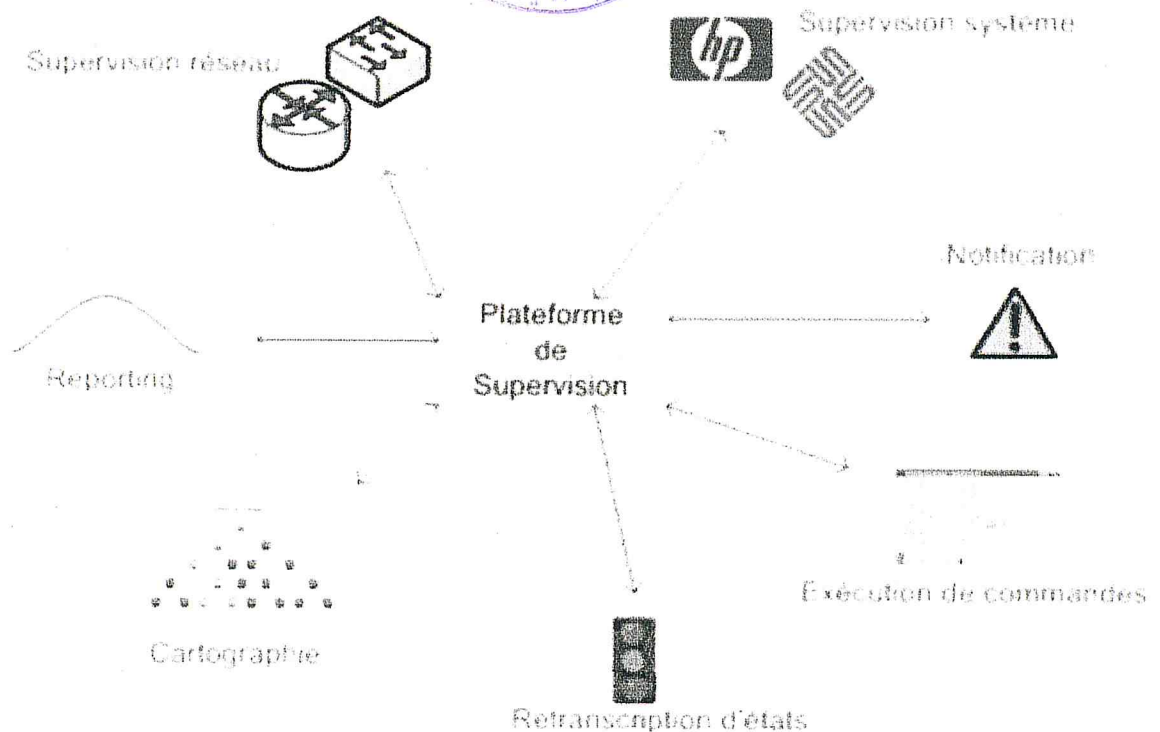 Supervision système
Supervision réseau
hp
Notification
Plateforme
de
Supervision
Reporting
Exécution de commandes
Cartographie
Retranscription d'états